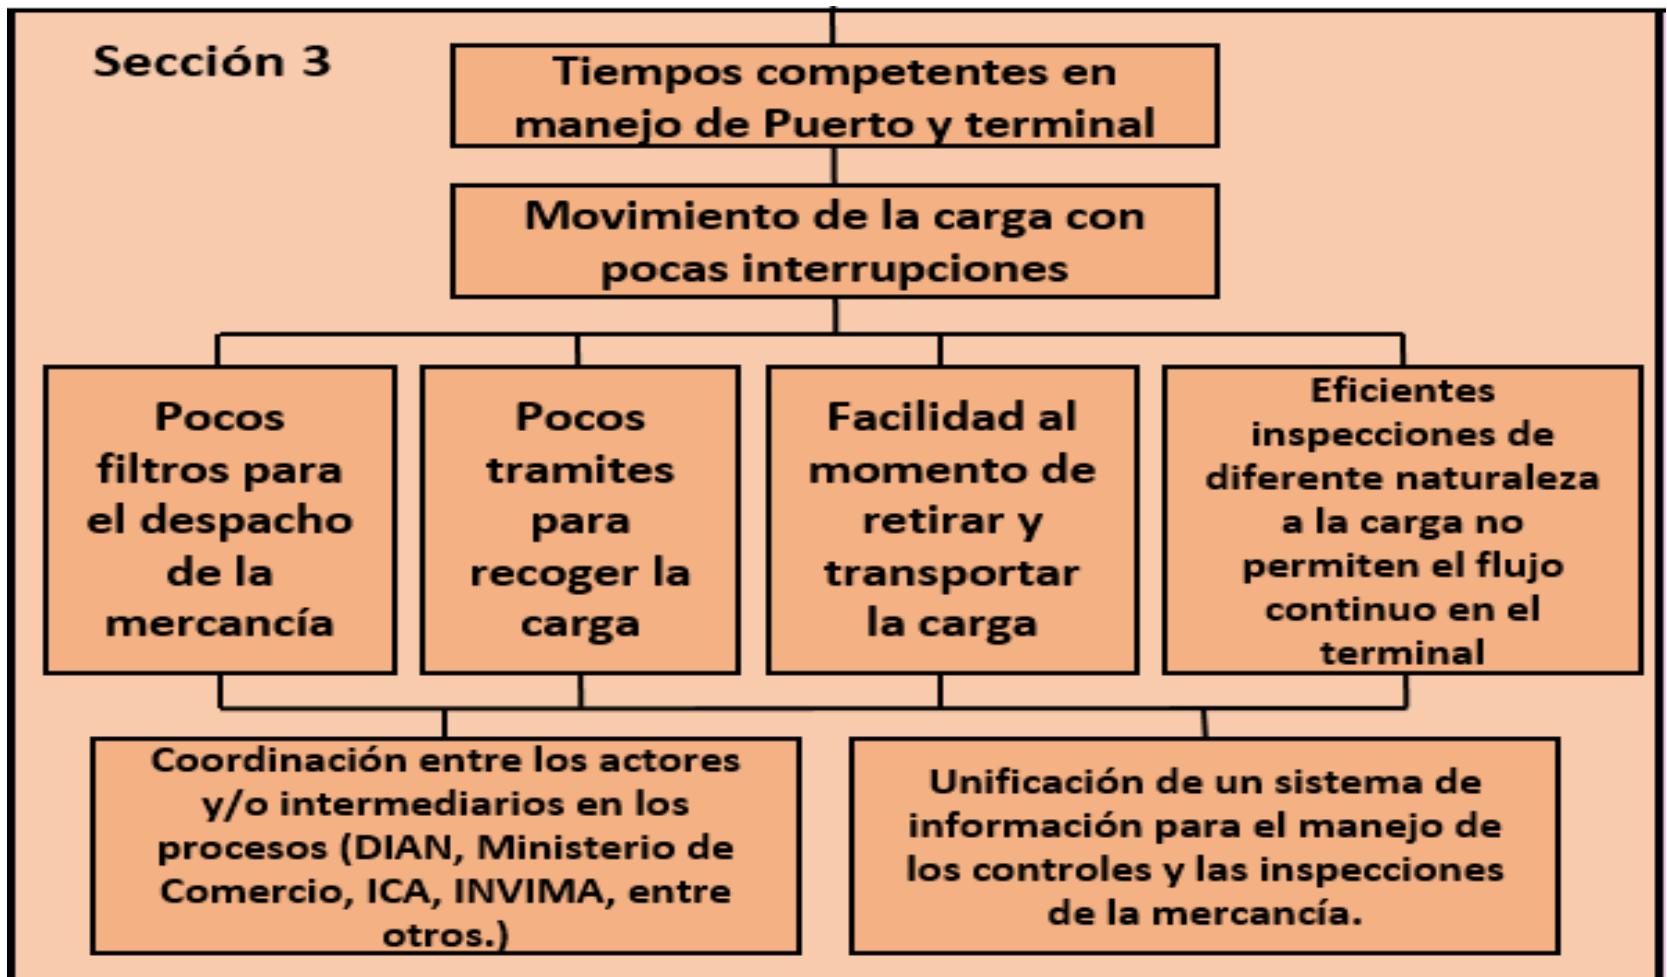 Sección 3
Tiempos competentes en
manejo de Puerto y terminal
Movimiento de la carga con
pocas interrupciones
Pocos
filtros para
el despacho
de la
mercancía
Pocos
tramites
para
recoger la
carga
Facilidad al
momento de
retirar y
transportar
la carga
Eficientes
inspecciones de
diferente naturaleza
a la carga no
permiten el flujo
continuo en el
terminal
Coordinación entre los actores
y/o intermediarios en los
procesos (DIAN, Ministerio de
Comercio, ICA, INVIMA, entre
otros.)
Unificación de un sistema de
información para el manejo de
los controles y las inspecciones
de la mercancía.